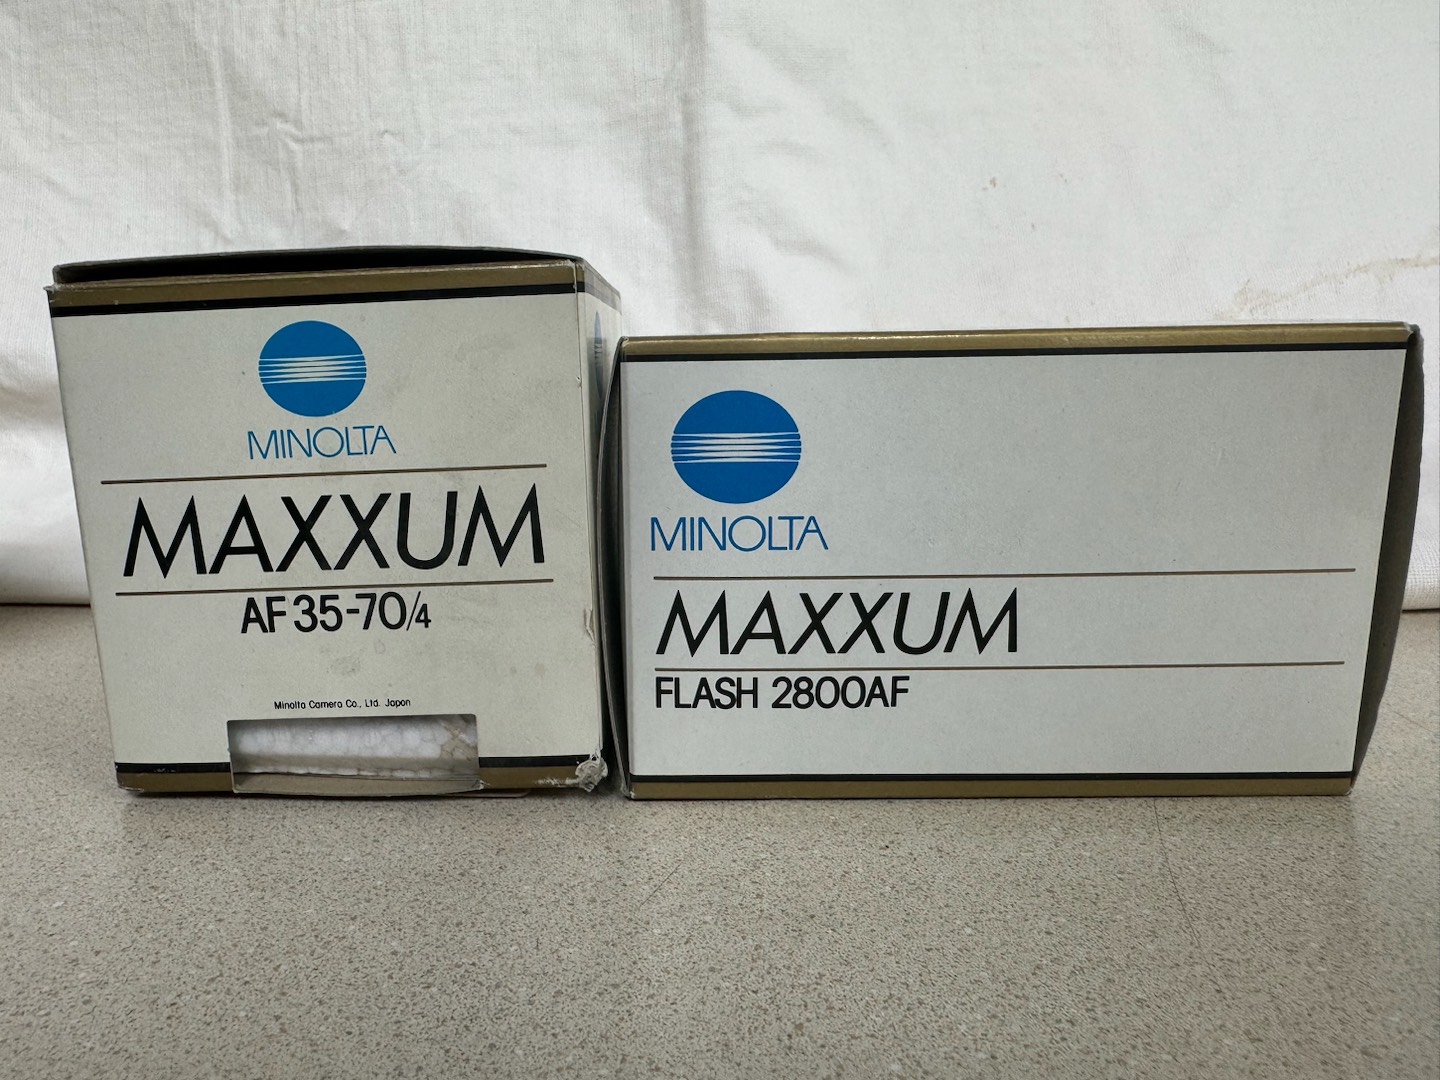 MINOLTA
MAXXUM
AF 35-70/4
Minolta Camera Co., Ltd. Japan
MINOLTA
MAXXUM
FLASH 2800AF